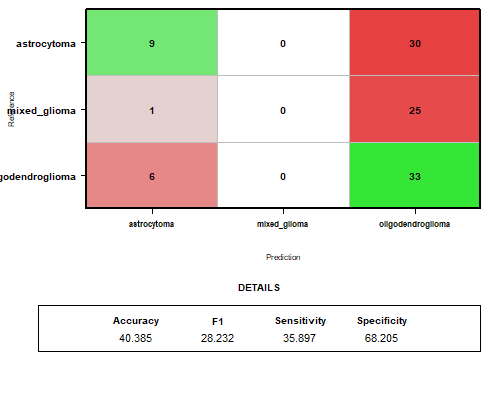 astrocytoma 9 0 30
mixed_glioma 1 0 25
godendroglioma 6 0 33
Reference
astrocytoma mixed_glioma oligodendroglioma
Prediction
DETAILS
Accuracy F1 Sensitivity Specificity
40.385 28.232 35.897 68.205